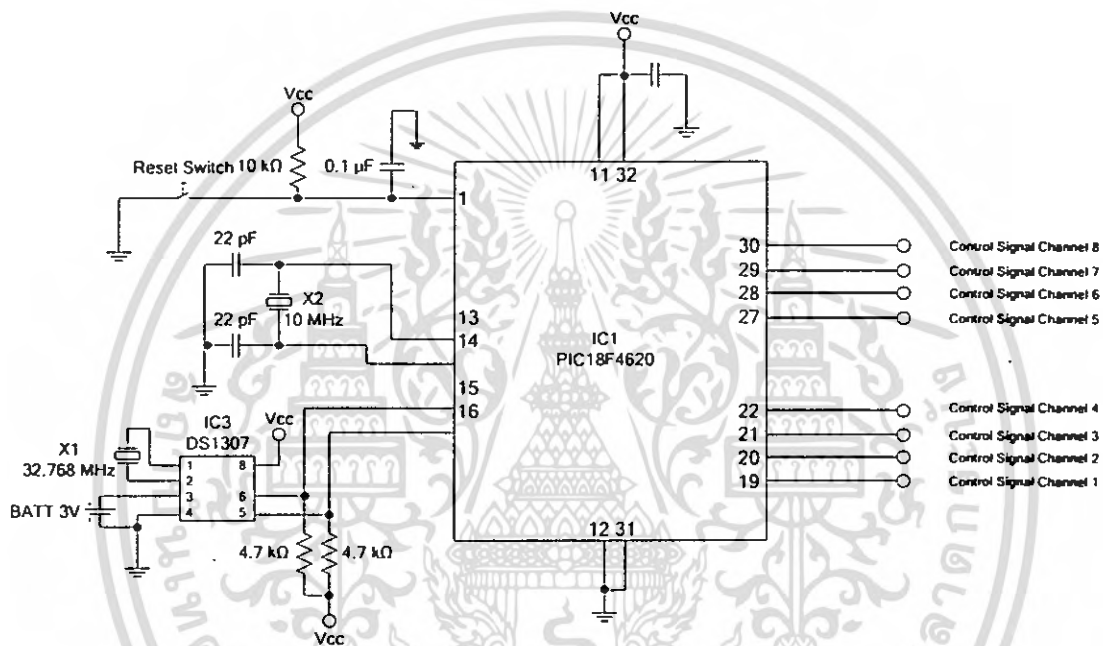 Vcc
Vcc
Reset Switch 10 kΩ 0.1 µF
1
11 32
22 pF
X2
10 MHz
22 pF
13
14
15
16
IC1
PIC18F4620
30 Control Signal Channel 8
29 Control Signal Channel 7
28 Control Signal Channel 6
27 Control Signal Channel 5
22 Control Signal Channel 4
21 Control Signal Channel 3
20 Control Signal Channel 2
19 Control Signal Channel 1
12 31
IC3
DS1307
Vcc
X1
32.768 MHz
BATT 3V
1 8
2
3 6
4 5
4.7 kΩ 4.7 kΩ
Vcc